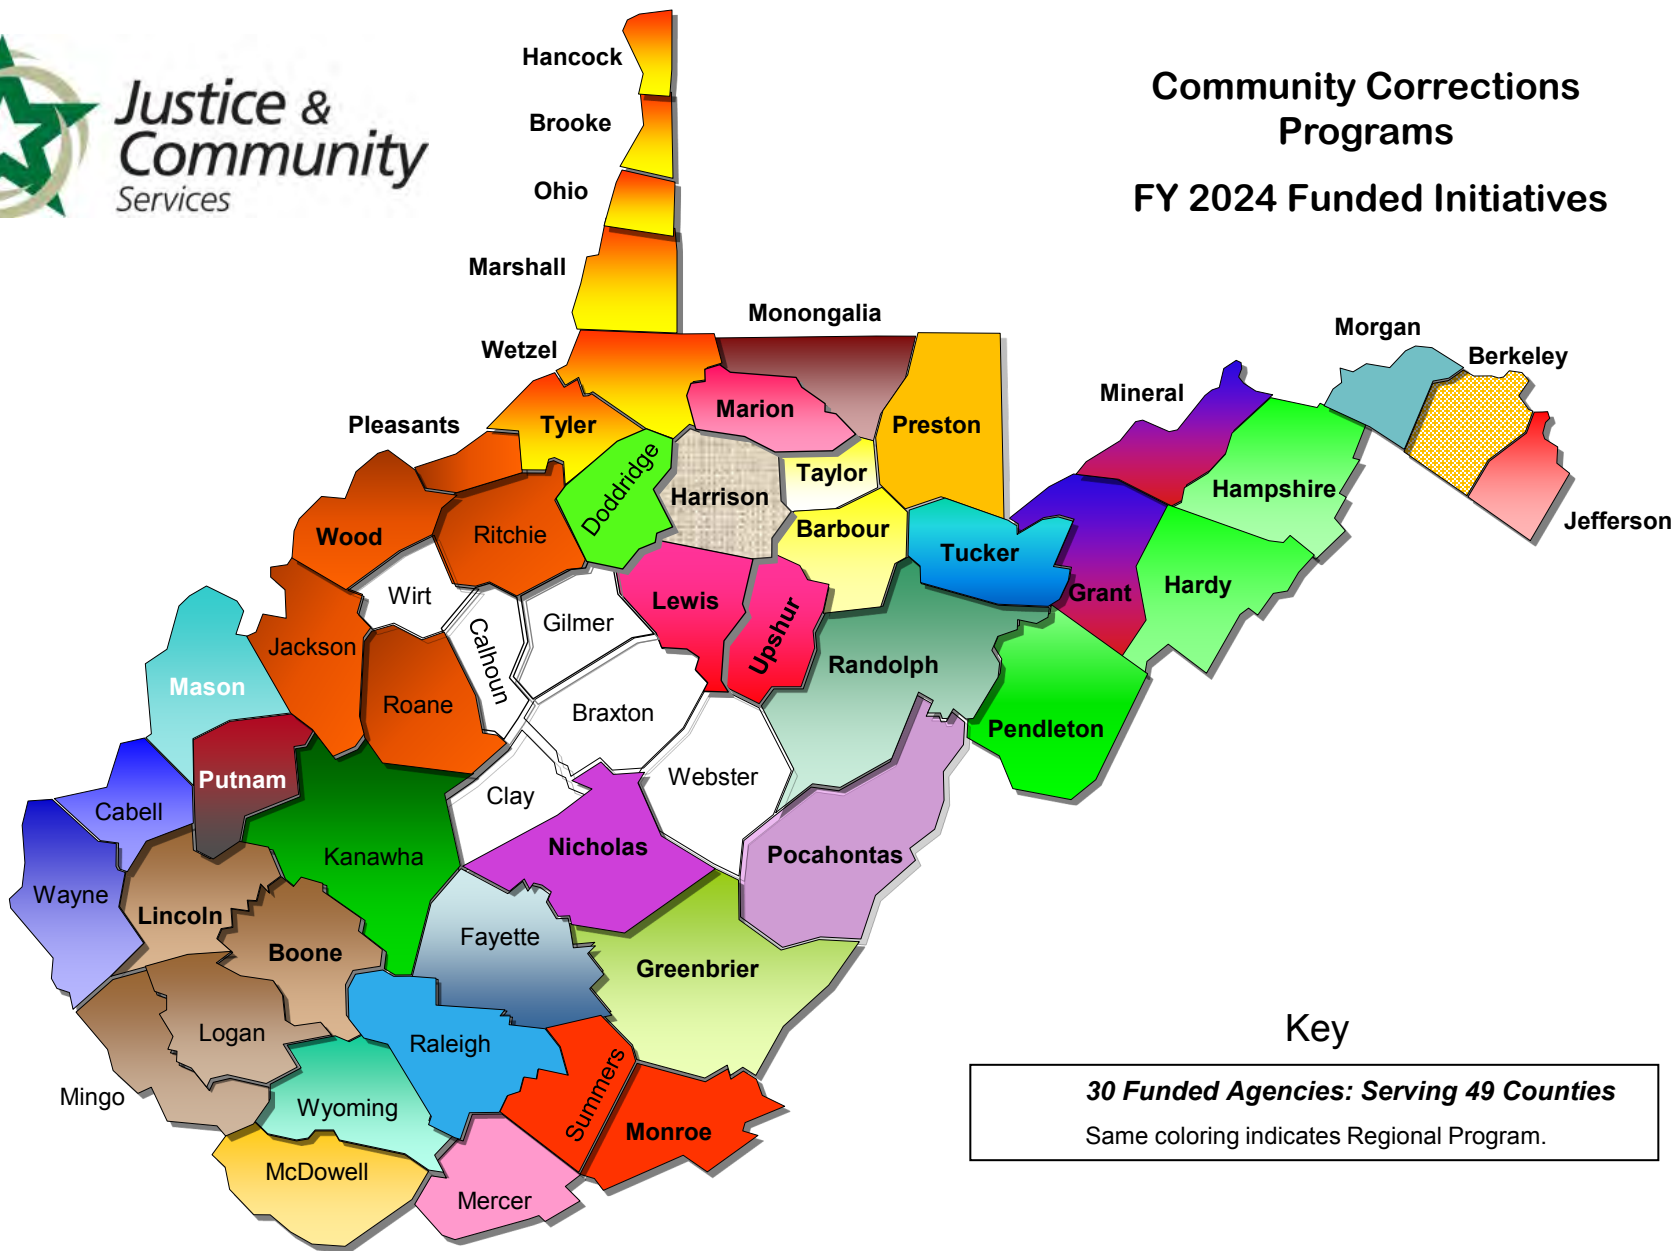 Justice &
Community
Services
Community Corrections
Programs
FY 2024 Funded Initiatives
Hancock
Brooke
Ohio
Marshall
Monongalia
Wetzel
Morgan
Berkeley
Mineral
Marion
Pleasants
Tyler
Preston
Taylor
Doddridge
Harrison
Hampshire
Jefferson
Wood
Ritchie
Barbour
Tucker
Grant
Hardy
Wirt
Lewis
Gilmer
Calhoun
Upshur
Jackson
Randolph
Mason
Roane
Braxton
Pendleton
Putnam
Webster
Clay
Cabell
Nicholas
Pocahontas
Kanawha
Wayne
Lincoln
Fayette
Boone
Greenbrier
Logan
Raleigh
Mingo
Wyoming
Summers
Monroe
McDowell
Mercer
Key
30 Funded Agencies: Serving 49 Counties
Same coloring indicates Regional Program.